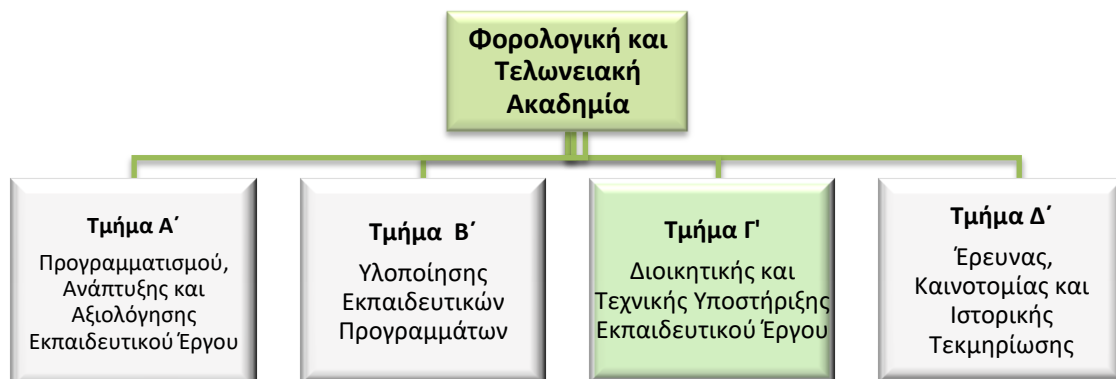 Φορολογική και
Τελωνειακή
Ακαδημία
Τμήμα Α΄
Προγραμματισμού,
Ανάπτυξης και
Αξιολόγησης
Εκπαιδευτικού Έργου
Τμήμα Β΄
Υλοποίησης
Εκπαιδευτικών
Προγραμμάτων
Τμήμα Γ'
Διοικητικής και
Τεχνικής Υποστήριξης
Εκπαιδευτικού Έργου
Τμήμα Δ΄
Έρευνας,
Καινοτομίας και
Ιστορικής
Τεκμηρίωσης